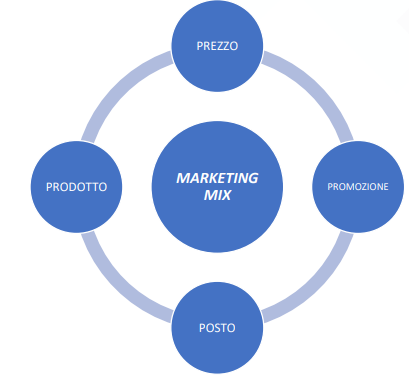 PREZZO
PRODOTTO
MARKETING
MIX
PROMOZIONE
POSTO